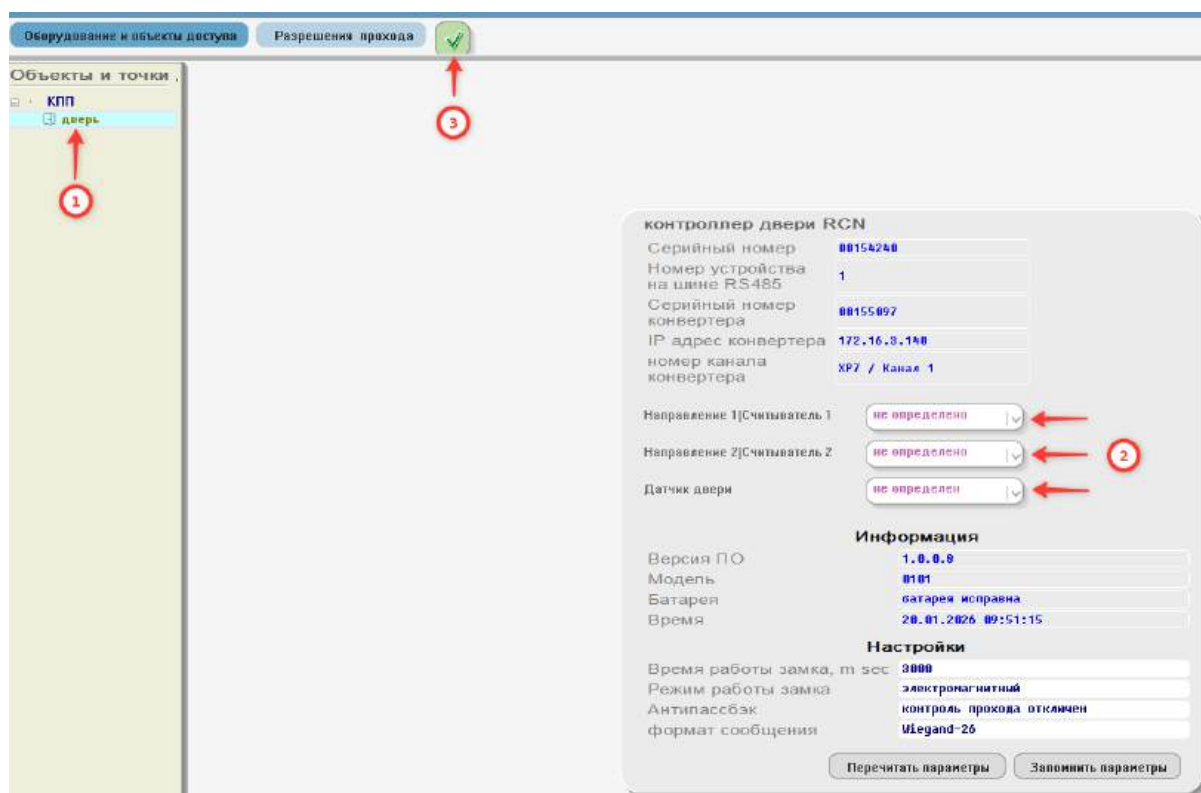 Оборудование и объекты доступа
Разрешения прохода
3
Объекты и точки
КПП
дверь
1
контроллер двери RCN
Серийный номер 00154240
Номер устройства на шине RS485 1
Серийный номер конвертера 00155097
IP адрес конвертера 172.16.3.140
номер канала конвертера XP7 / Канал 1
Направление 1|Считыватель 1 не определено
Направление 2|Считыватель 2 не определено
2
Датчик двери не определен
Информация
Версия ПО 1.0.0.8
Модель 0101
Батарея батарея исправна
Время 20.01.2026 09:51:15
Настройки
Время работы замка, m sec 3000
Режим работы замка электромагнитный
Антипассбэк контроль прохода отключен
формат сообщения Wiegand-26
Перечитать параметры
Запомнить параметры